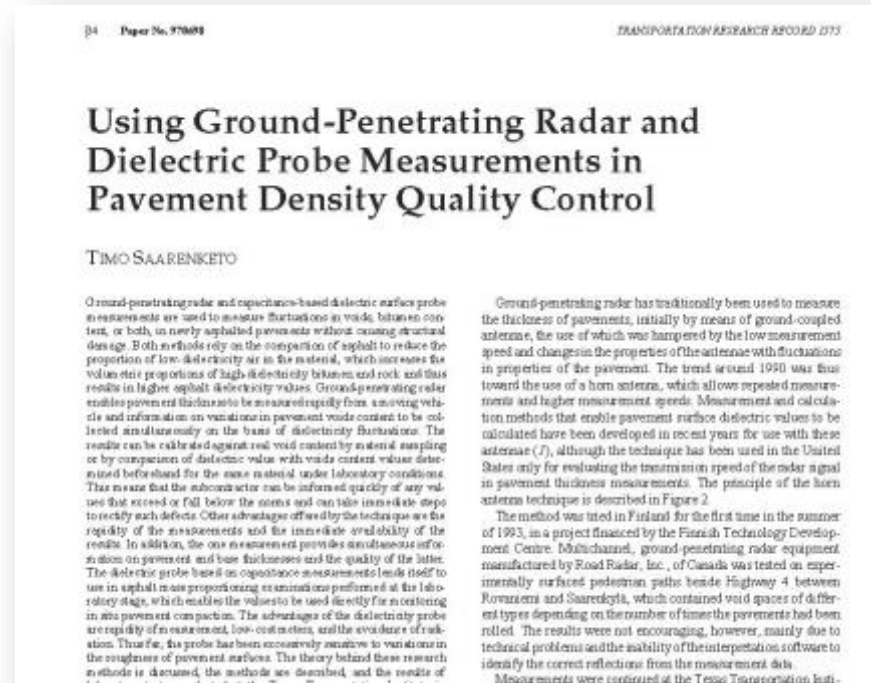 34 Paper No. 970690
TRANSPORTATION RESEARCH RECORD 1575
Using Ground-Penetrating Radar and
Dielectric Probe Measurements in
Pavement Density Quality Control
TIMO SAARENKETO
Ground-penetrating radar and capacitance-based dielectric surface probe
measurements are used to measure fluctuations in voids, bitumen con-
tent, or both, in newly asphalted pavements without causing structural
damage. Both methods rely on the compaction of asphalt to reduce the
proportion of low-dielectricity air in the material, which increases the
volumetric proportions of high-dielectricity bitumen and rock and thus
results in higher asphalt dielectricity values. Ground-penetrating radar
enables pavement thickness to be measured rapidly from a moving vehi-
cle and information on variations in pavement voids content to be col-
lected simultaneously on the basis of dielectricity fluctuations. The
results can be calibrated against real void content by material sampling
or by comparison of dielectric value with voids content values deter-
mined beforehand for the same material under laboratory conditions.
This means that the subcontractor can be informed quickly of any val-
ues that exceed or fall below the norms and can take immediate steps
to rectify such defects. Other advantages offered by the technique are the
rapidity of the measurements and the immediate availability of the
results. In addition, the one measurement provides simultaneous infor-
mation on pavement and base thicknesses and the quality of the latter.
The dielectric probe based on capacitance measurements lends itself to
use in asphalt mass proportioning examinations performed at the labo-
ratory stage, which enables the values to be used directly for monitoring
in situ pavement compaction. The advantages of the dielectricity probe
are rapidity of measurement, low-cost meters, and the avoidance of radi-
ation. Thus far, the probe has been excessively sensitive to variations in
the roughness of pavement surfaces. The theory behind these research
methods is discussed, the methods are described, and the results of
Ground-penetrating radar has traditionally been used to measure
the thickness of pavements, initially by means of ground-coupled
antennae, the use of which was hampered by the low measurement
speed and changes in the properties of the antennae with fluctuations
in properties of the pavement. The trend around 1990 was thus
toward the use of a horn antenna, which allows repeated measure-
ments and higher measurement speeds. Measurement and calcula-
tion methods that enable pavement surface dielectric values to be
calculated have been developed in recent years for use with these
antennae (1), although the technique has been used in the United
States only for evaluating the transmission speed of the radar signal
in pavement thickness measurements. The principle of the horn
antenna technique is described in Figure 2.
The method was tried in Finland for the first time in the summer
of 1993, in a project financed by the Finnish Technology Develop-
ment Centre. Multichannel, ground-penetrating radar equipment
manufactured by Road Radar, Inc., of Canada was tested on exper-
imentally surfaced pedestrian paths beside Highway 4 between
Rovaniemi and Saarenkylä, which contained void spaces of differ-
ent types depending on the number of times the pavements had been
rolled. The results were not encouraging, however, mainly due to
technical problems and the inability of the interpretation software to
identify the correct reflections from the measurement data.
Measurements were continued at the Texas Transportation Insti-